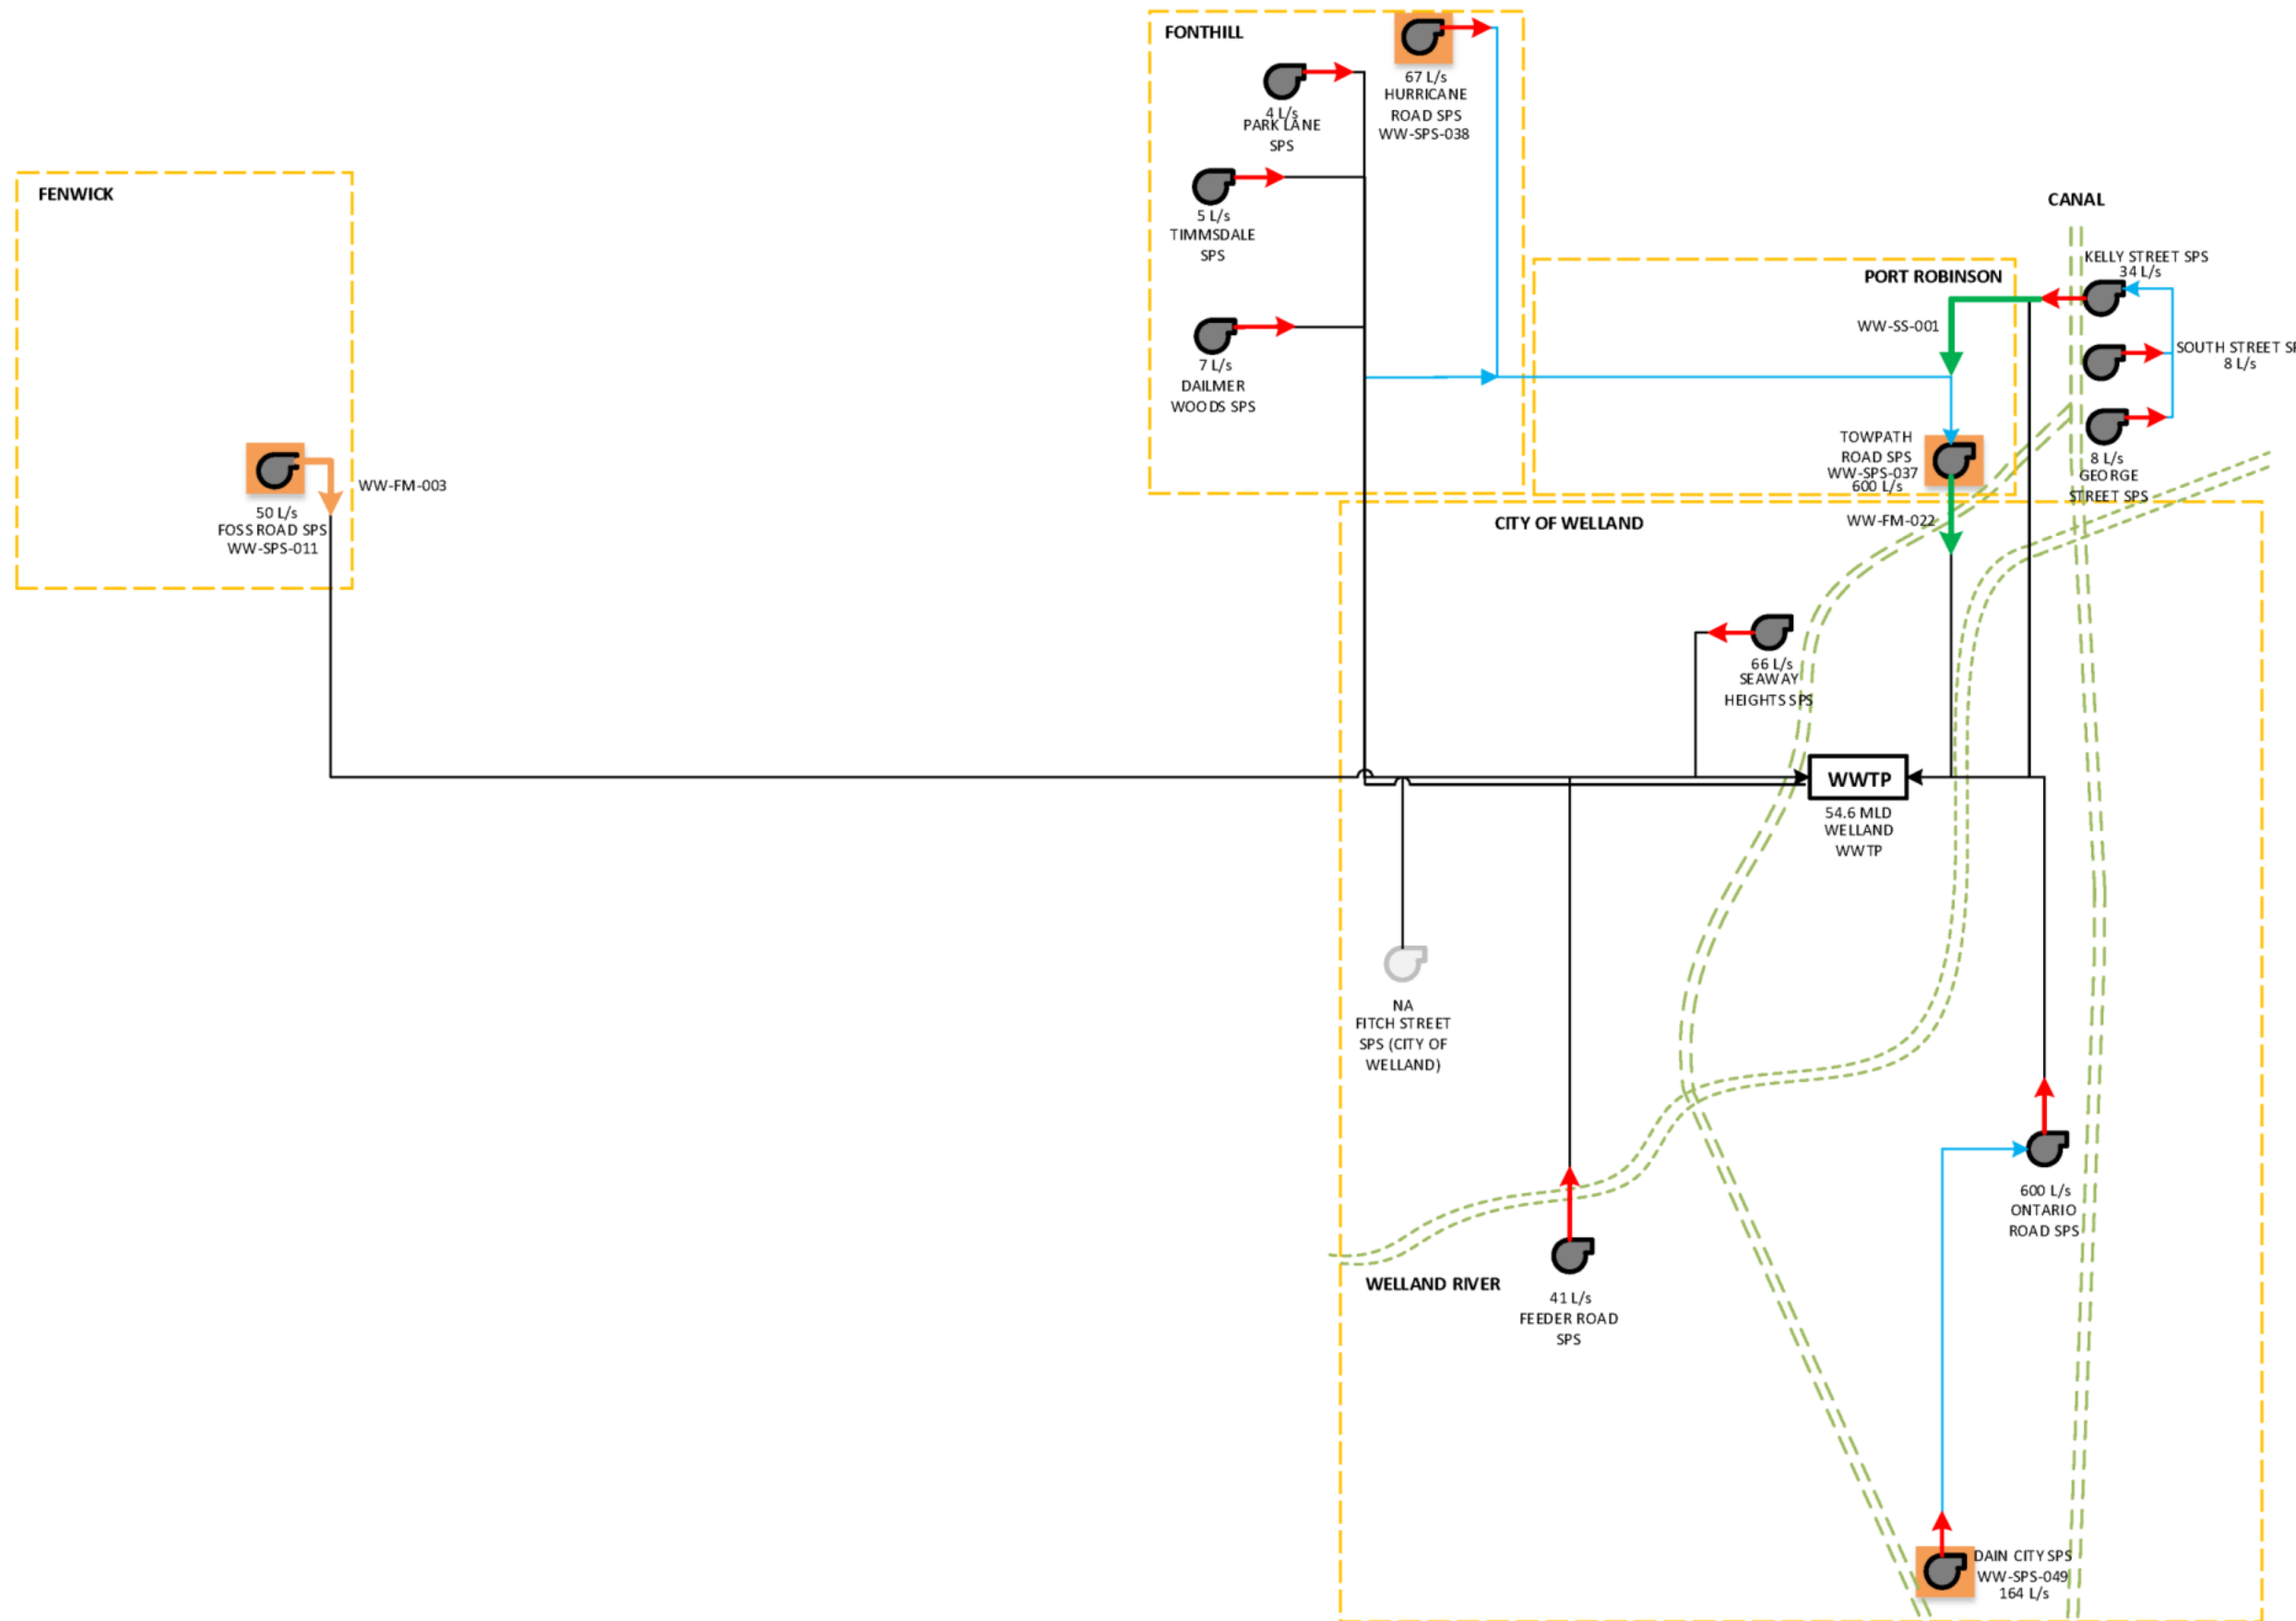 FONTHILL
67 L/s
HURRICANE
ROAD SPS
WW-SPS-038
4 L/s
PARK LANE
SPS
5 L/s
TIMMSDALE
SPS
7 L/s
DAILMER
WOODS SPS
FENWICK
WW-FM-003
50 L/s
FOSS ROAD SPS
WW-SPS-011
CANAL
KELLY STREET SPS
34 L/s
PORT ROBINSON
WW-SS-001
SOUTH STREET SP
8 L/s
8 L/s
GEORGE
STREET SPS
TOWPATH
ROAD SPS
WW-SPS-037
600 L/s
WW-FM-022
CITY OF WELLAND
66 L/s
SEAWAY
HEIGHTS SPS
WWTP
54.6 MLD
WELLAND
WWTP
NA
FITCH STREET
SPS (CITY OF
WELLAND)
600 L/s
ONTARIO
ROAD SPS
WELLAND RIVER
41 L/s
FEEDER ROAD
SPS
DAIN CITY SPS
WW-SPS-049
164 L/s